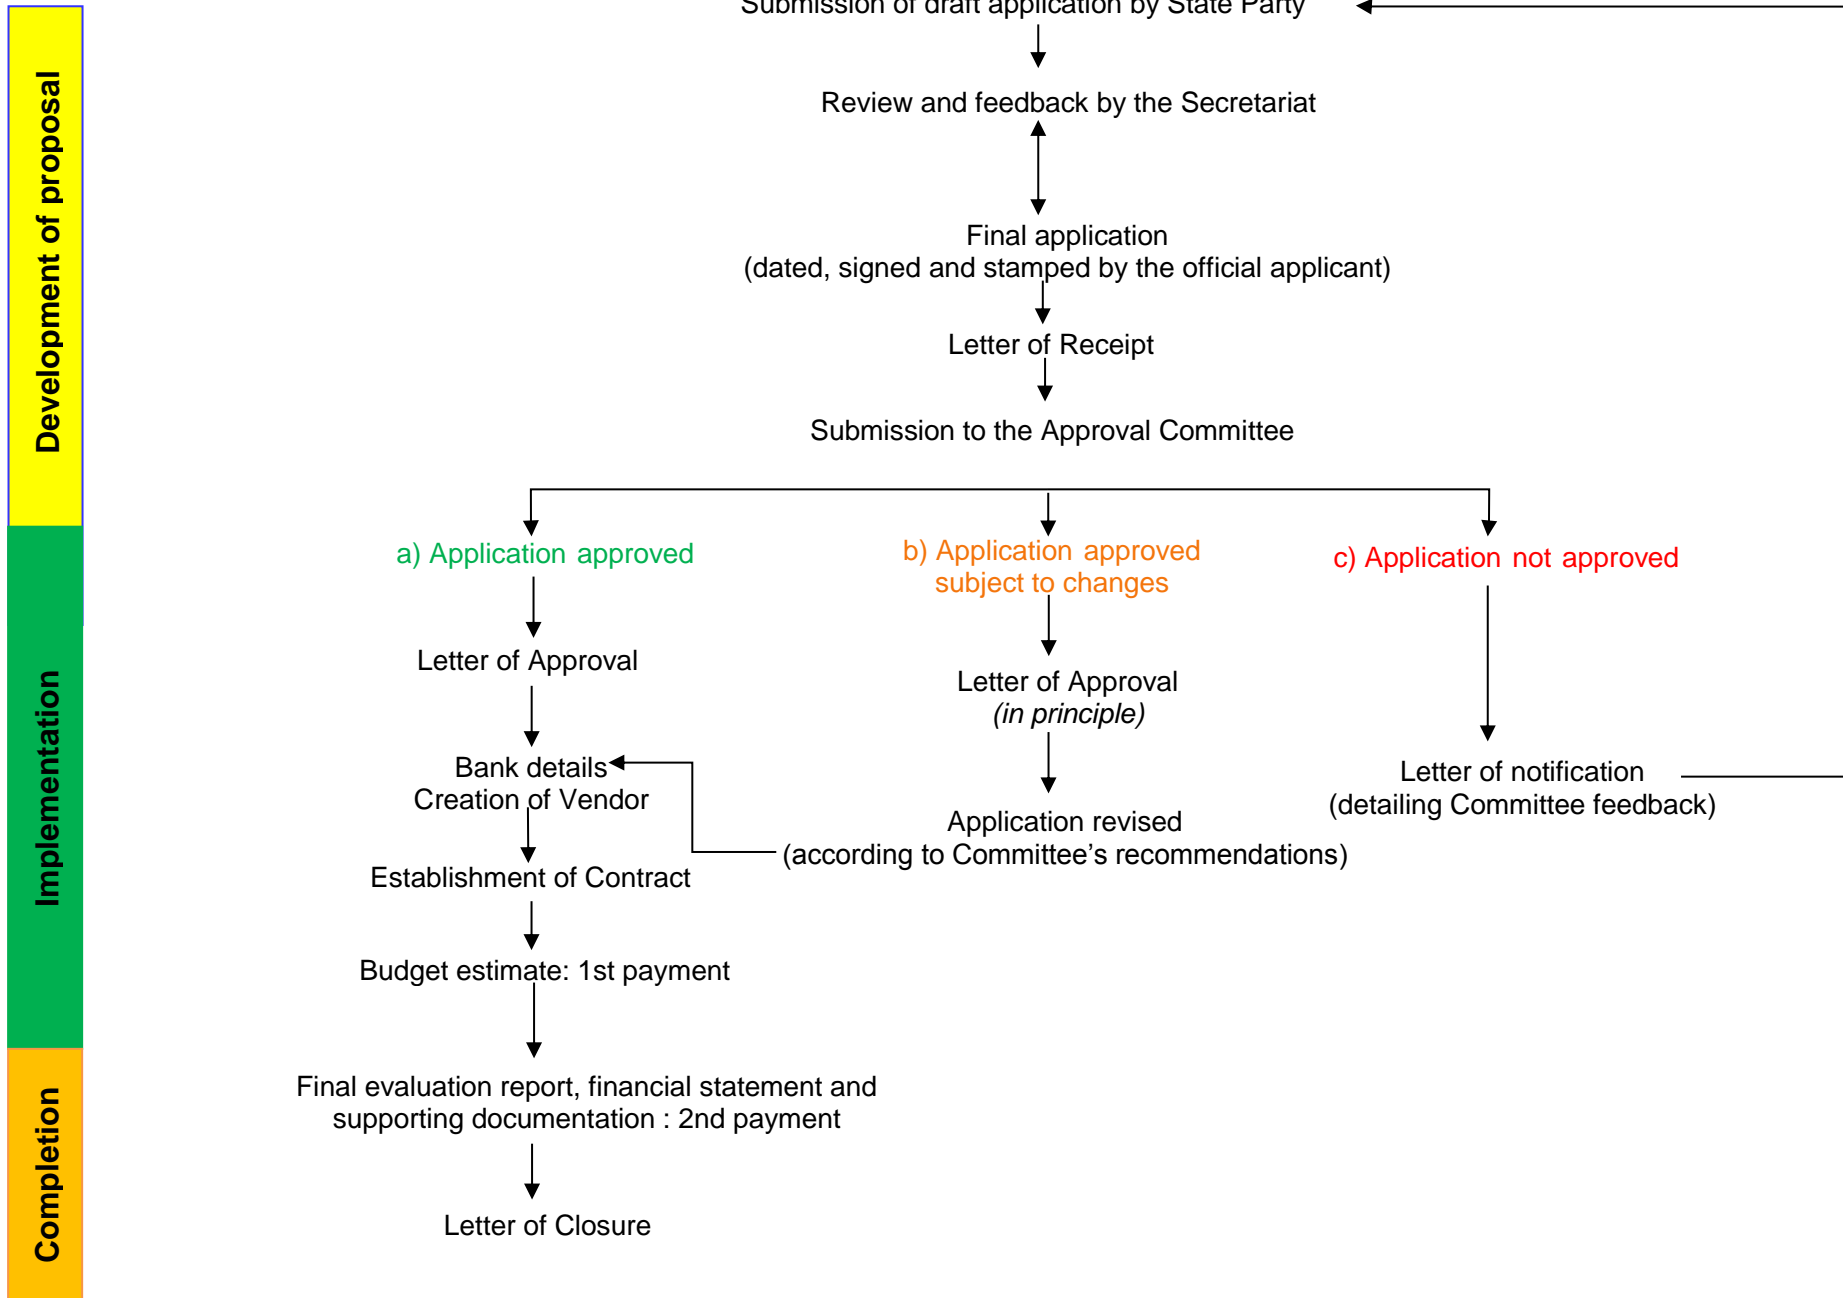 Submission of draft application by State Party
Development of proposal
Review and feedback by the Secretariat
Final application
(dated, signed and stamped by the official applicant)
Letter of Receipt
Submission to the Approval Committee
Implementation
a) Application approved
Letter of Approval
Bank details
Creation of Vendor
Establishment of Contract
Budget estimate: 1st payment
b) Application approved
subject to changes
Letter of Approval
(in principle)
Application revised
(according to Committee’s recommendations)
c) Application not approved
Letter of notification
(detailing Committee feedback)
Completion
Final evaluation report, financial statement and
supporting documentation : 2nd payment
Letter of Closure